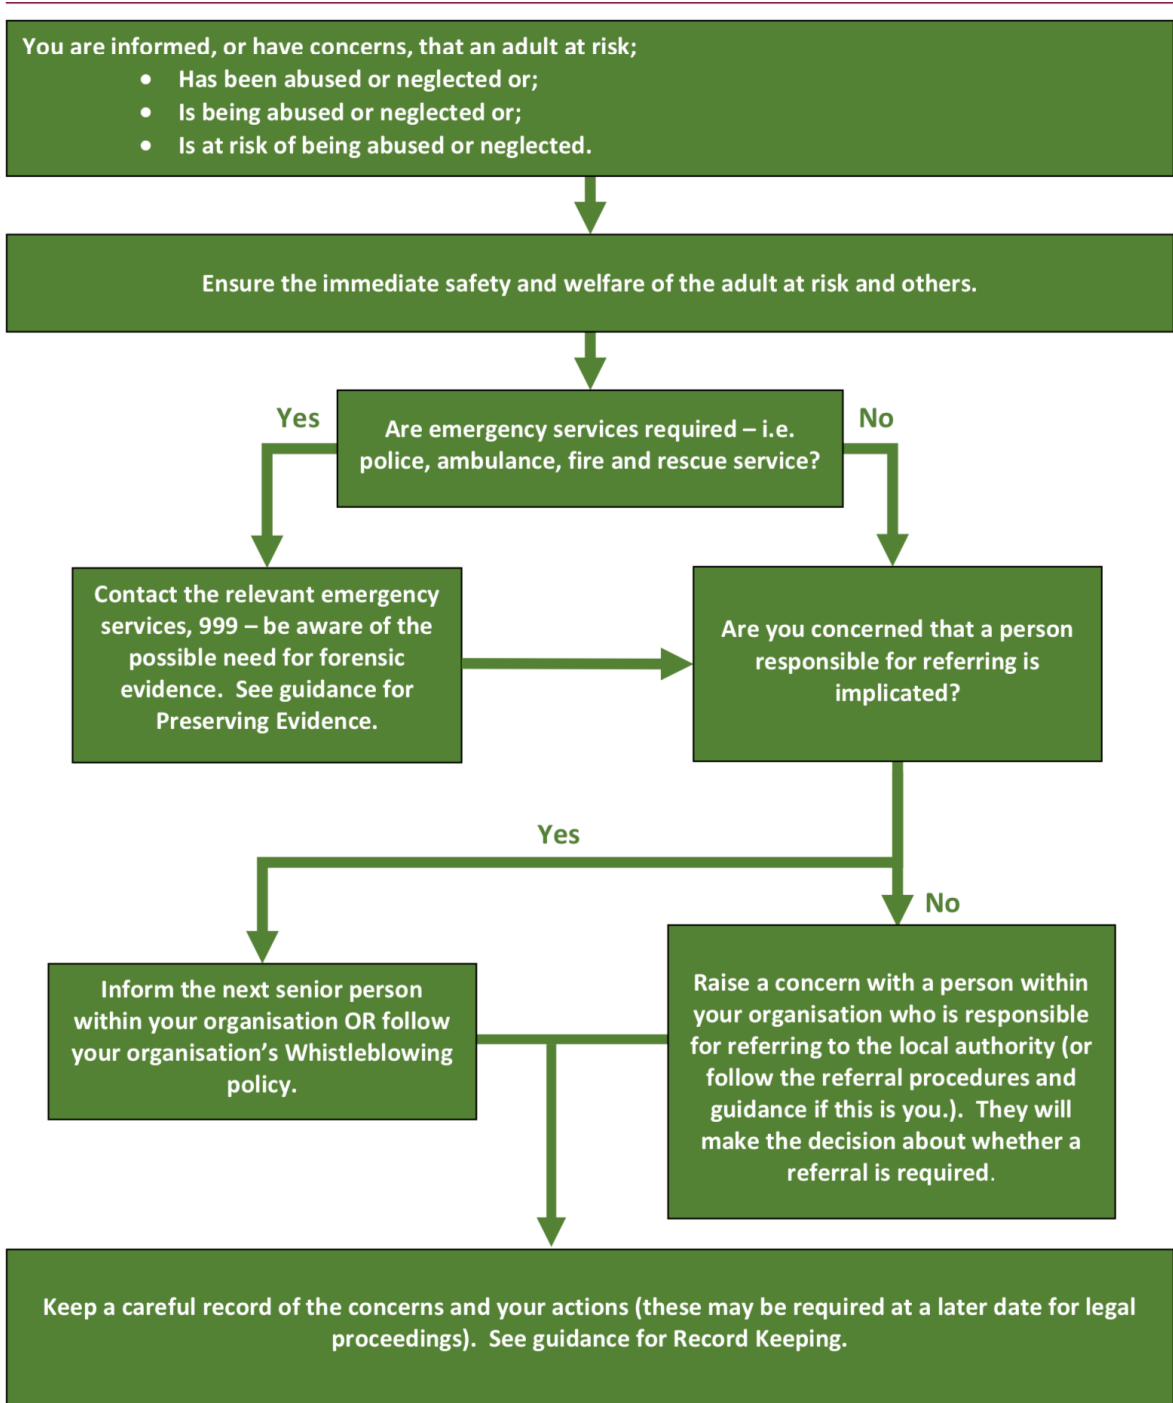 You are informed, or have concerns, that an adult at risk;
• Has been abused or neglected or;
• Is being abused or neglected or;
• Is at risk of being abused or neglected.
Ensure the immediate safety and welfare of the adult at risk and others.
Yes
Are emergency services required – i.e.
police, ambulance, fire and rescue service?
No
Contact the relevant emergency
services, 999 – be aware of the
possible need for forensic
evidence.  See guidance for
Preserving Evidence.
Are you concerned that a person
responsible for referring is
implicated?
Yes
No
Inform the next senior person
within your organisation OR follow
your organisation’s Whistleblowing
policy.
Raise a concern with a person within
your organisation who is responsible
for referring to the local authority (or
follow the referral procedures and
guidance if this is you.).  They will
make the decision about whether a
referral is required.
Keep a careful record of the concerns and your actions (these may be required at a later date for legal
proceedings).  See guidance for Record Keeping.